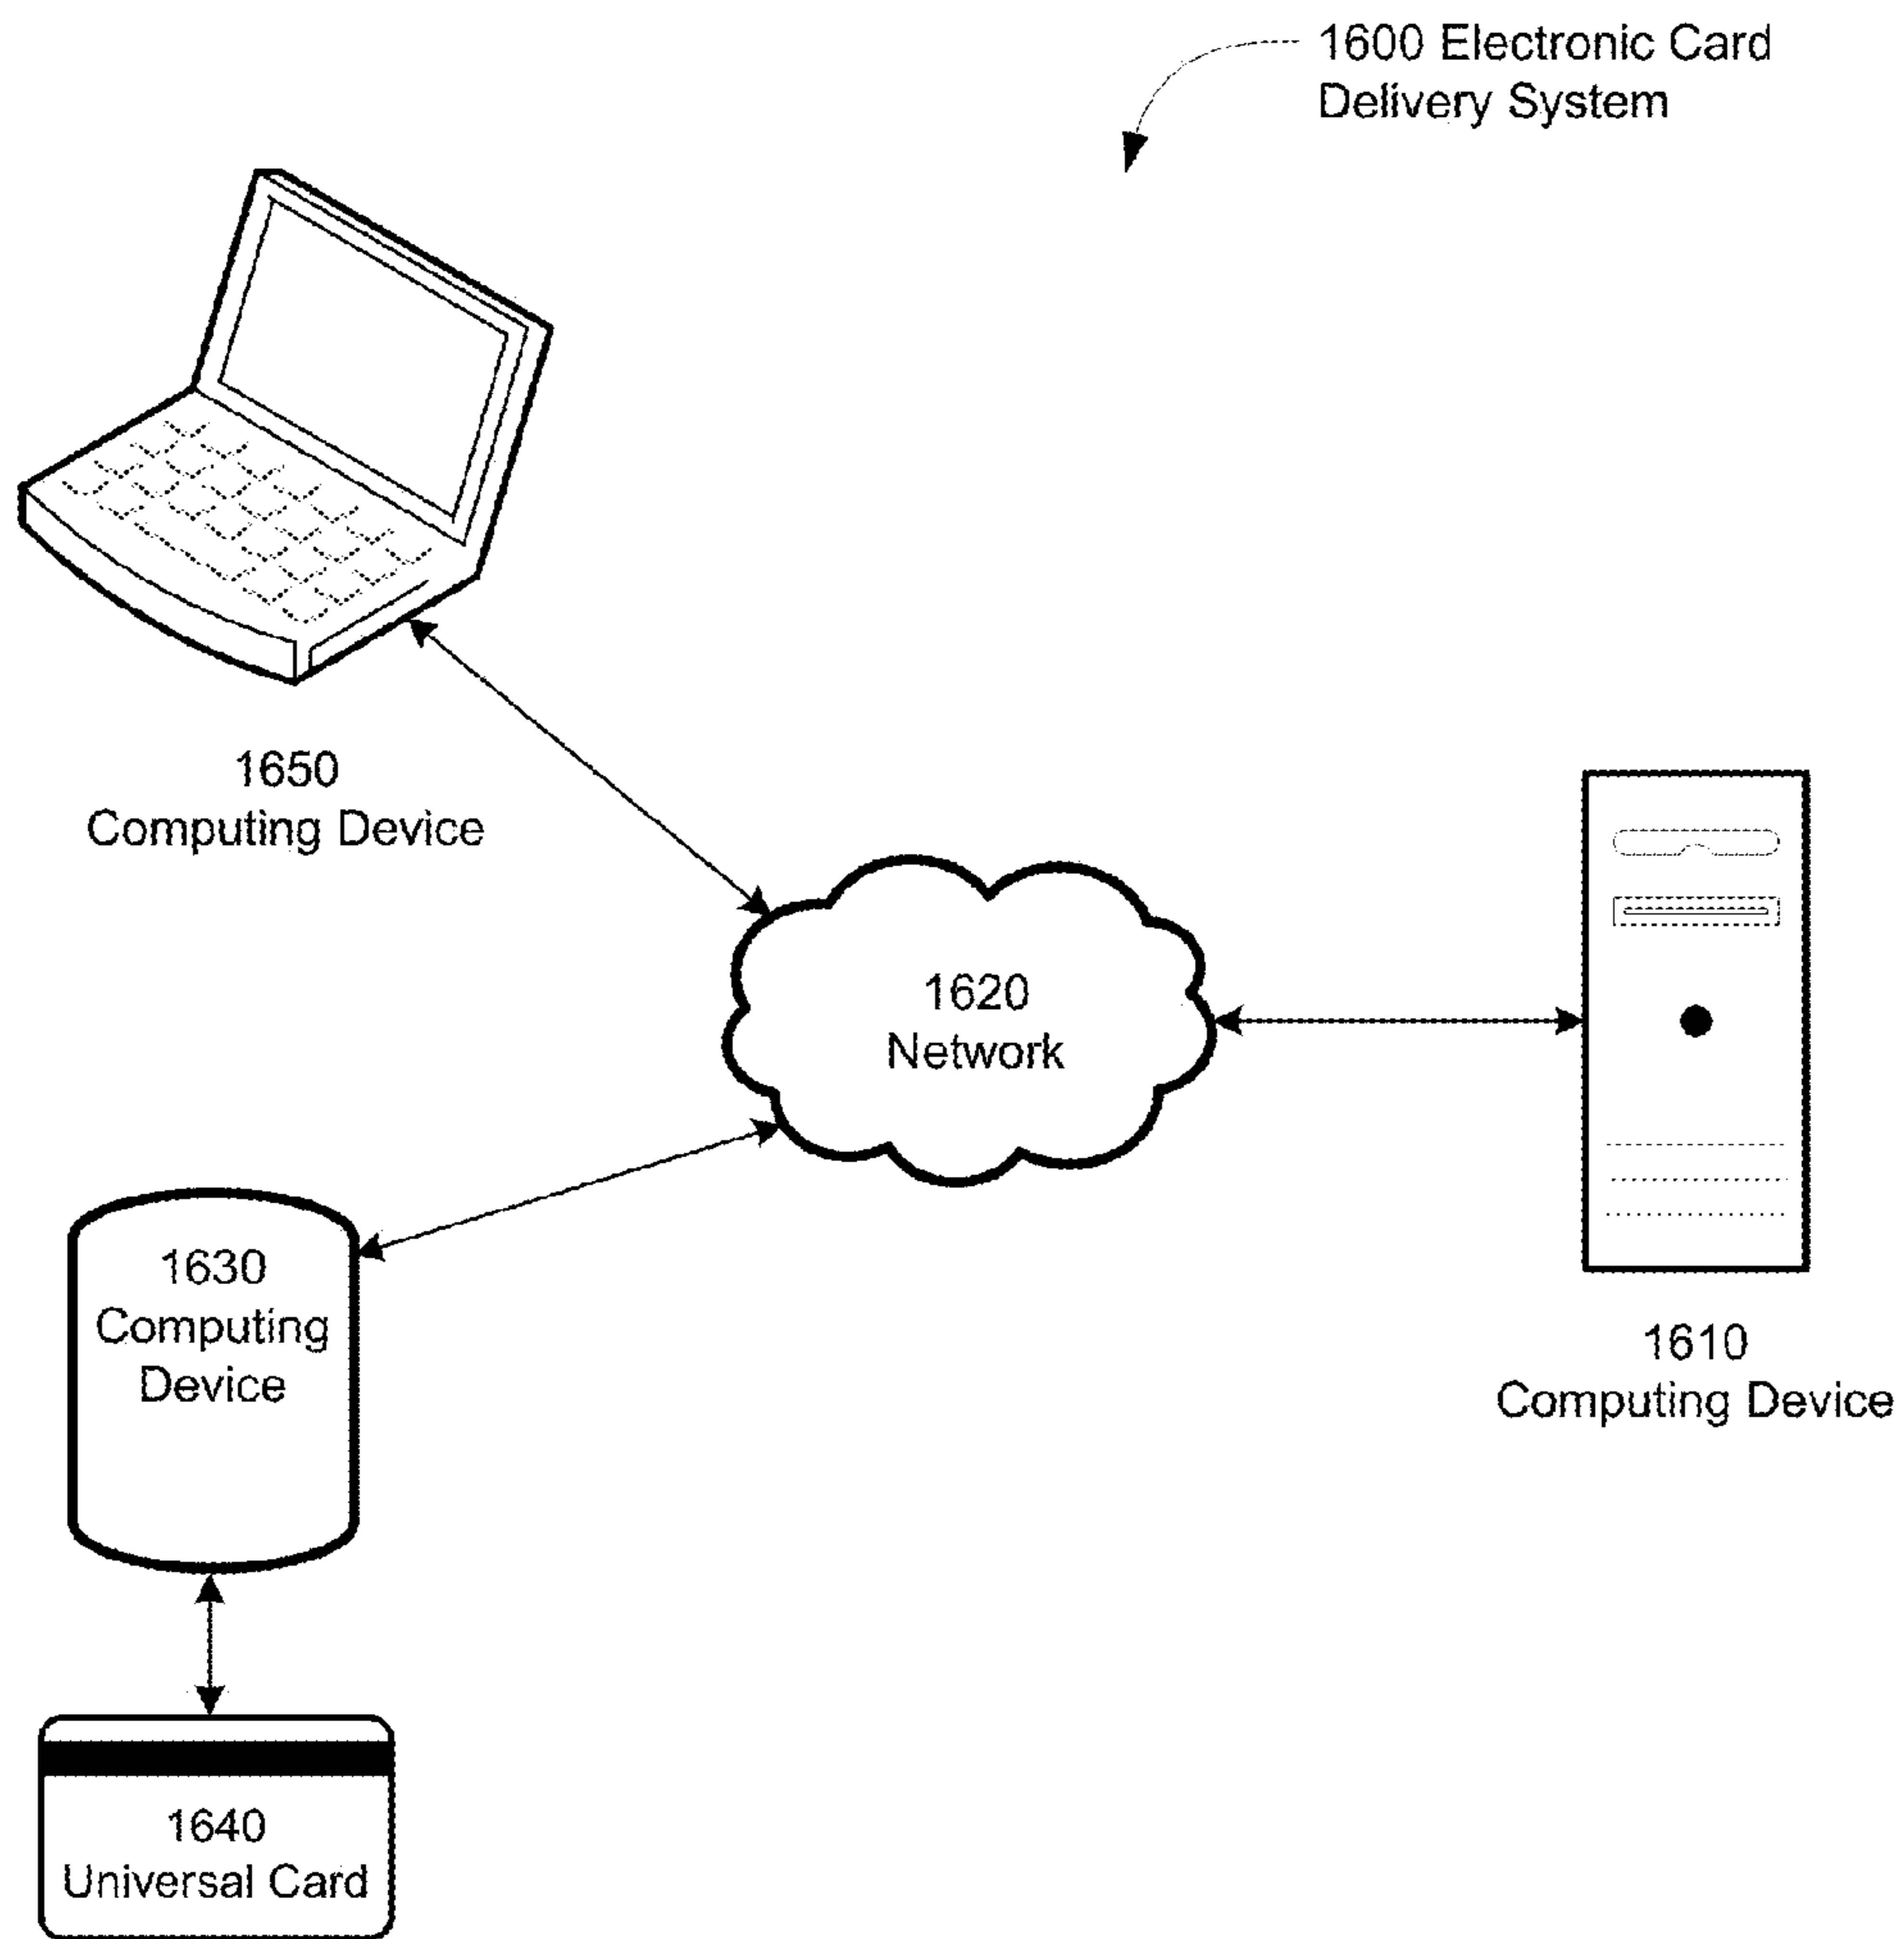 1600 Electronic Card
Delivery System
1650
Computing Device
1620
Network
1630
Computing
Device
1610
Computing Device
1640
Universal Card